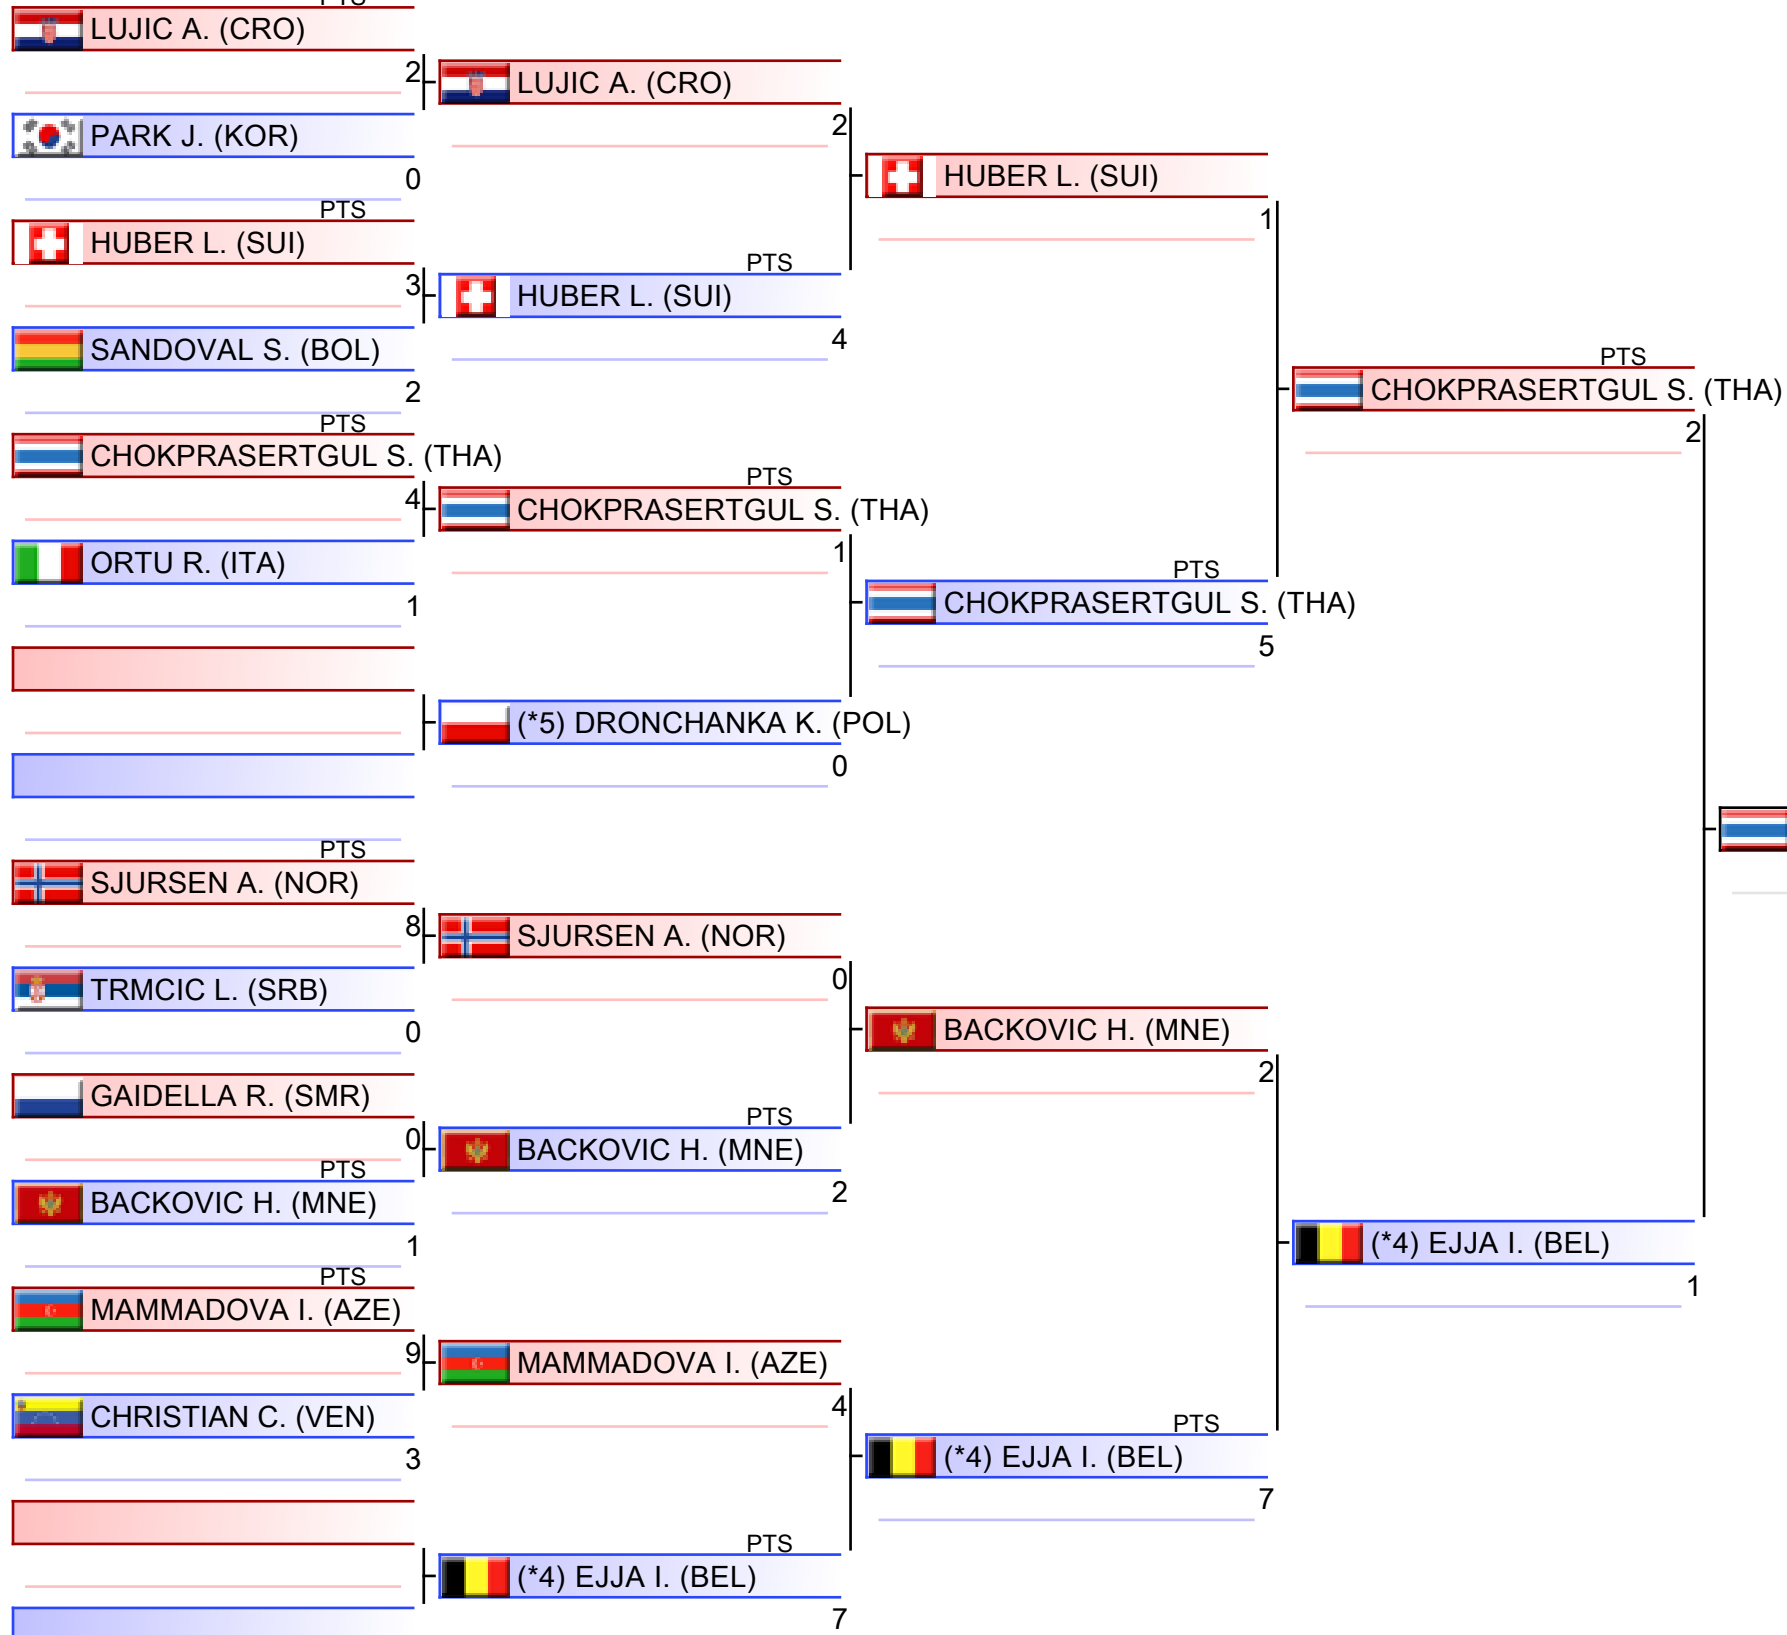 PTS
LUJIC A. (CRO)
2
LUJIC A. (CRO)
2
PARK J. (KOR)
0
HUBER L. (SUI)
1
PTS
HUBER L. (SUI)
3
PTS
HUBER L. (SUI)
4
SANDOVAL S. (BOL)
2
PTS
CHOKPRASERTGUL S. (THA)
2
PTS
CHOKPRASERTGUL S. (THA)
4
PTS
CHOKPRASERTGUL S. (THA)
1
ORTU R. (ITA)
1
PTS
CHOKPRASERTGUL S. (THA)
5
(*5) DRONCHANKA K. (POL)
0
PTS
SJURSEN A. (NOR)
8
SJURSEN A. (NOR)
0
TRMCIC L. (SRB)
0
BACKOVIC H. (MNE)
2
GAIDELLA R. (SMR)
0
PTS
BACKOVIC H. (MNE)
2
PTS
BACKOVIC H. (MNE)
1
(*4) EJJA I. (BEL)
1
PTS
MAMMADOVA I. (AZE)
9
MAMMADOVA I. (AZE)
4
CHRISTIAN C. (VEN)
3
PTS
(*4) EJJA I. (BEL)
7
PTS
(*4) EJJA I. (BEL)
7